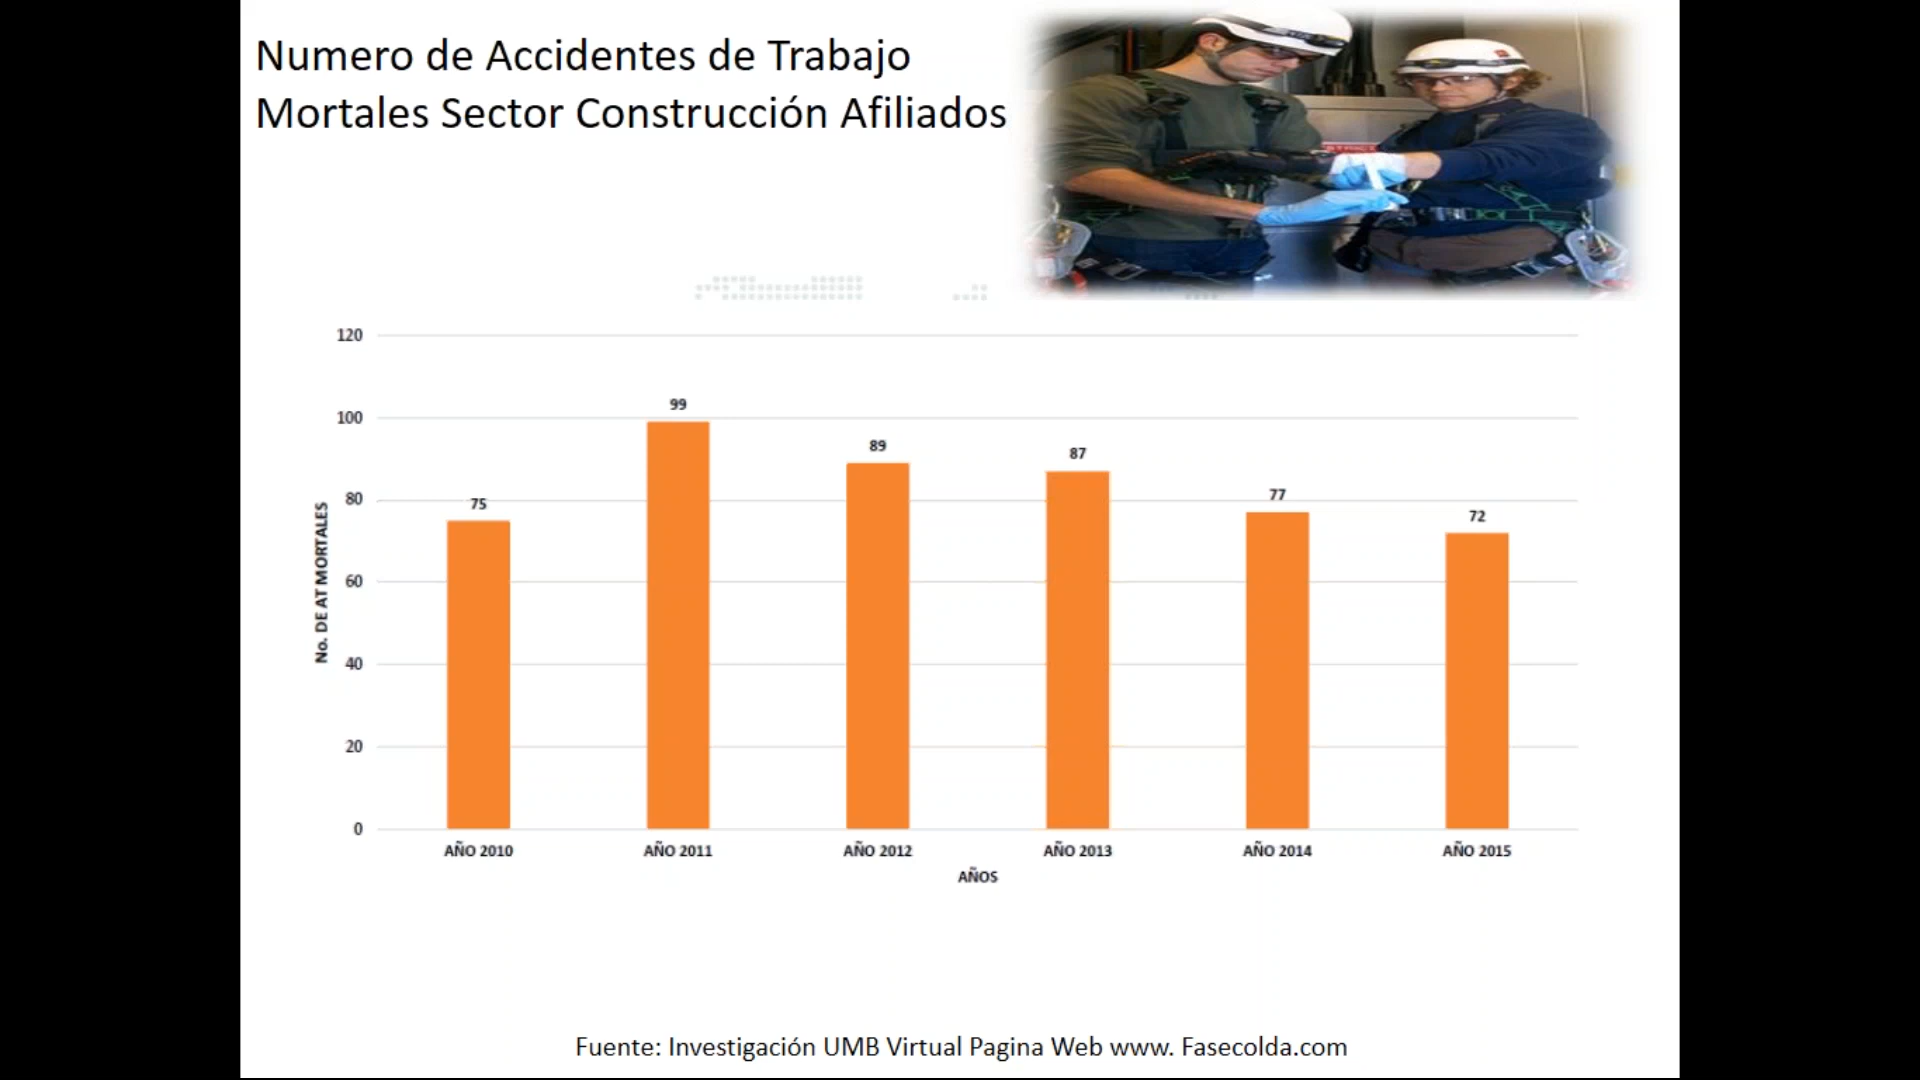 Numero de Accidentes de Trabajo
Mortales Sector Construcción Afiliados
120
100
80
60
40
20
0
No. DE AT MORTALES
75
99
89
87
77
72
AÑO 2010
AÑO 2011
AÑO 2012
AÑO 2013
AÑO 2014
AÑO 2015
AÑOS
Fuente: Investigación UMB Virtual Pagina Web www. Fasecolda.com